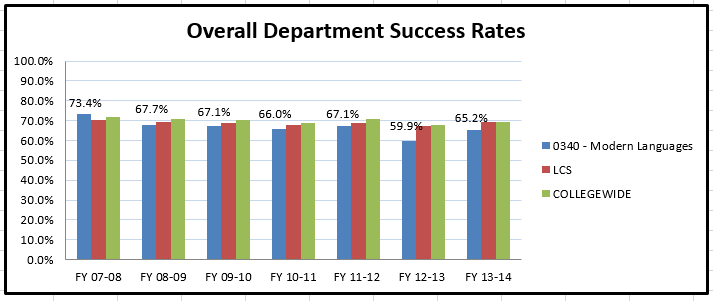 Overall Department Success Rates
100.0%
90.0%
80.0%
70.0%
60.0%
50.0%
40.0%
30.0%
20.0%
10.0%
0.0%
73.4%
67.7%
67.1%
66.0%
67.1%
59.9%
65.2%
FY 07-08
FY 08-09
FY 09-10
FY 10-11
FY 11-12
FY 12-13
FY 13-14
0340 - Modern Languages
LCS
COLLEGEWIDE